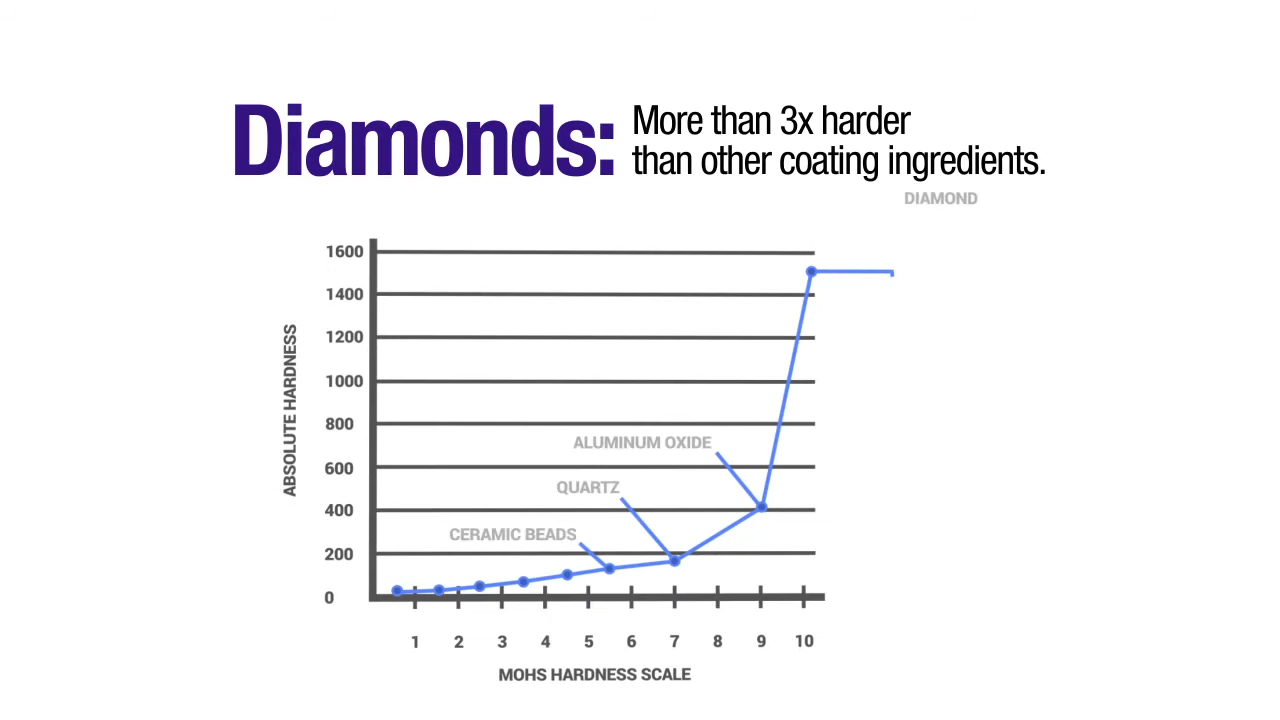 Diamonds: More than 3x harder
than other coating ingredients.
DIAMOND
1600
1400
1200
1000
800
600
400
200
0
ABSOLUTE HARDNESS
ALUMINUM OXIDE
QUARTZ
CERAMIC BEADS
1 2 3 4 5 6 7 8 9 10
MOHS HARDNESS SCALE